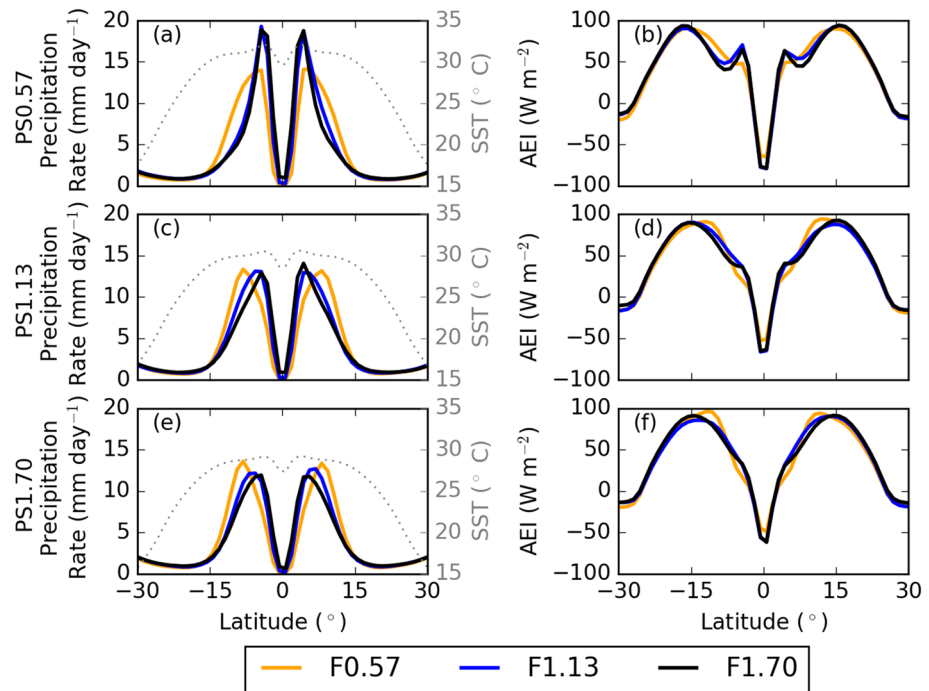 PS0.57
Precipitation
Rate (mm day⁻¹)
20
15
10
5
0
(a)
35
30
25
20
15
SST (° C)
AEI (W m⁻²)
100
50
0
−50
−100
(b)
PS1.13
Precipitation
Rate (mm day⁻¹)
20
15
10
5
0
(c)
35
30
25
20
15
SST (° C)
AEI (W m⁻²)
100
50
0
−50
−100
(d)
PS1.70
Precipitation
Rate (mm day⁻¹)
20
15
10
5
0
(e)
35
30
25
20
15
SST (° C)
AEI (W m⁻²)
100
50
0
−50
−100
(f)
−30 −15 0 15 30
−30 −15 0 15 30
Latitude (°)
Latitude (°)
F0.57 F1.13 F1.70